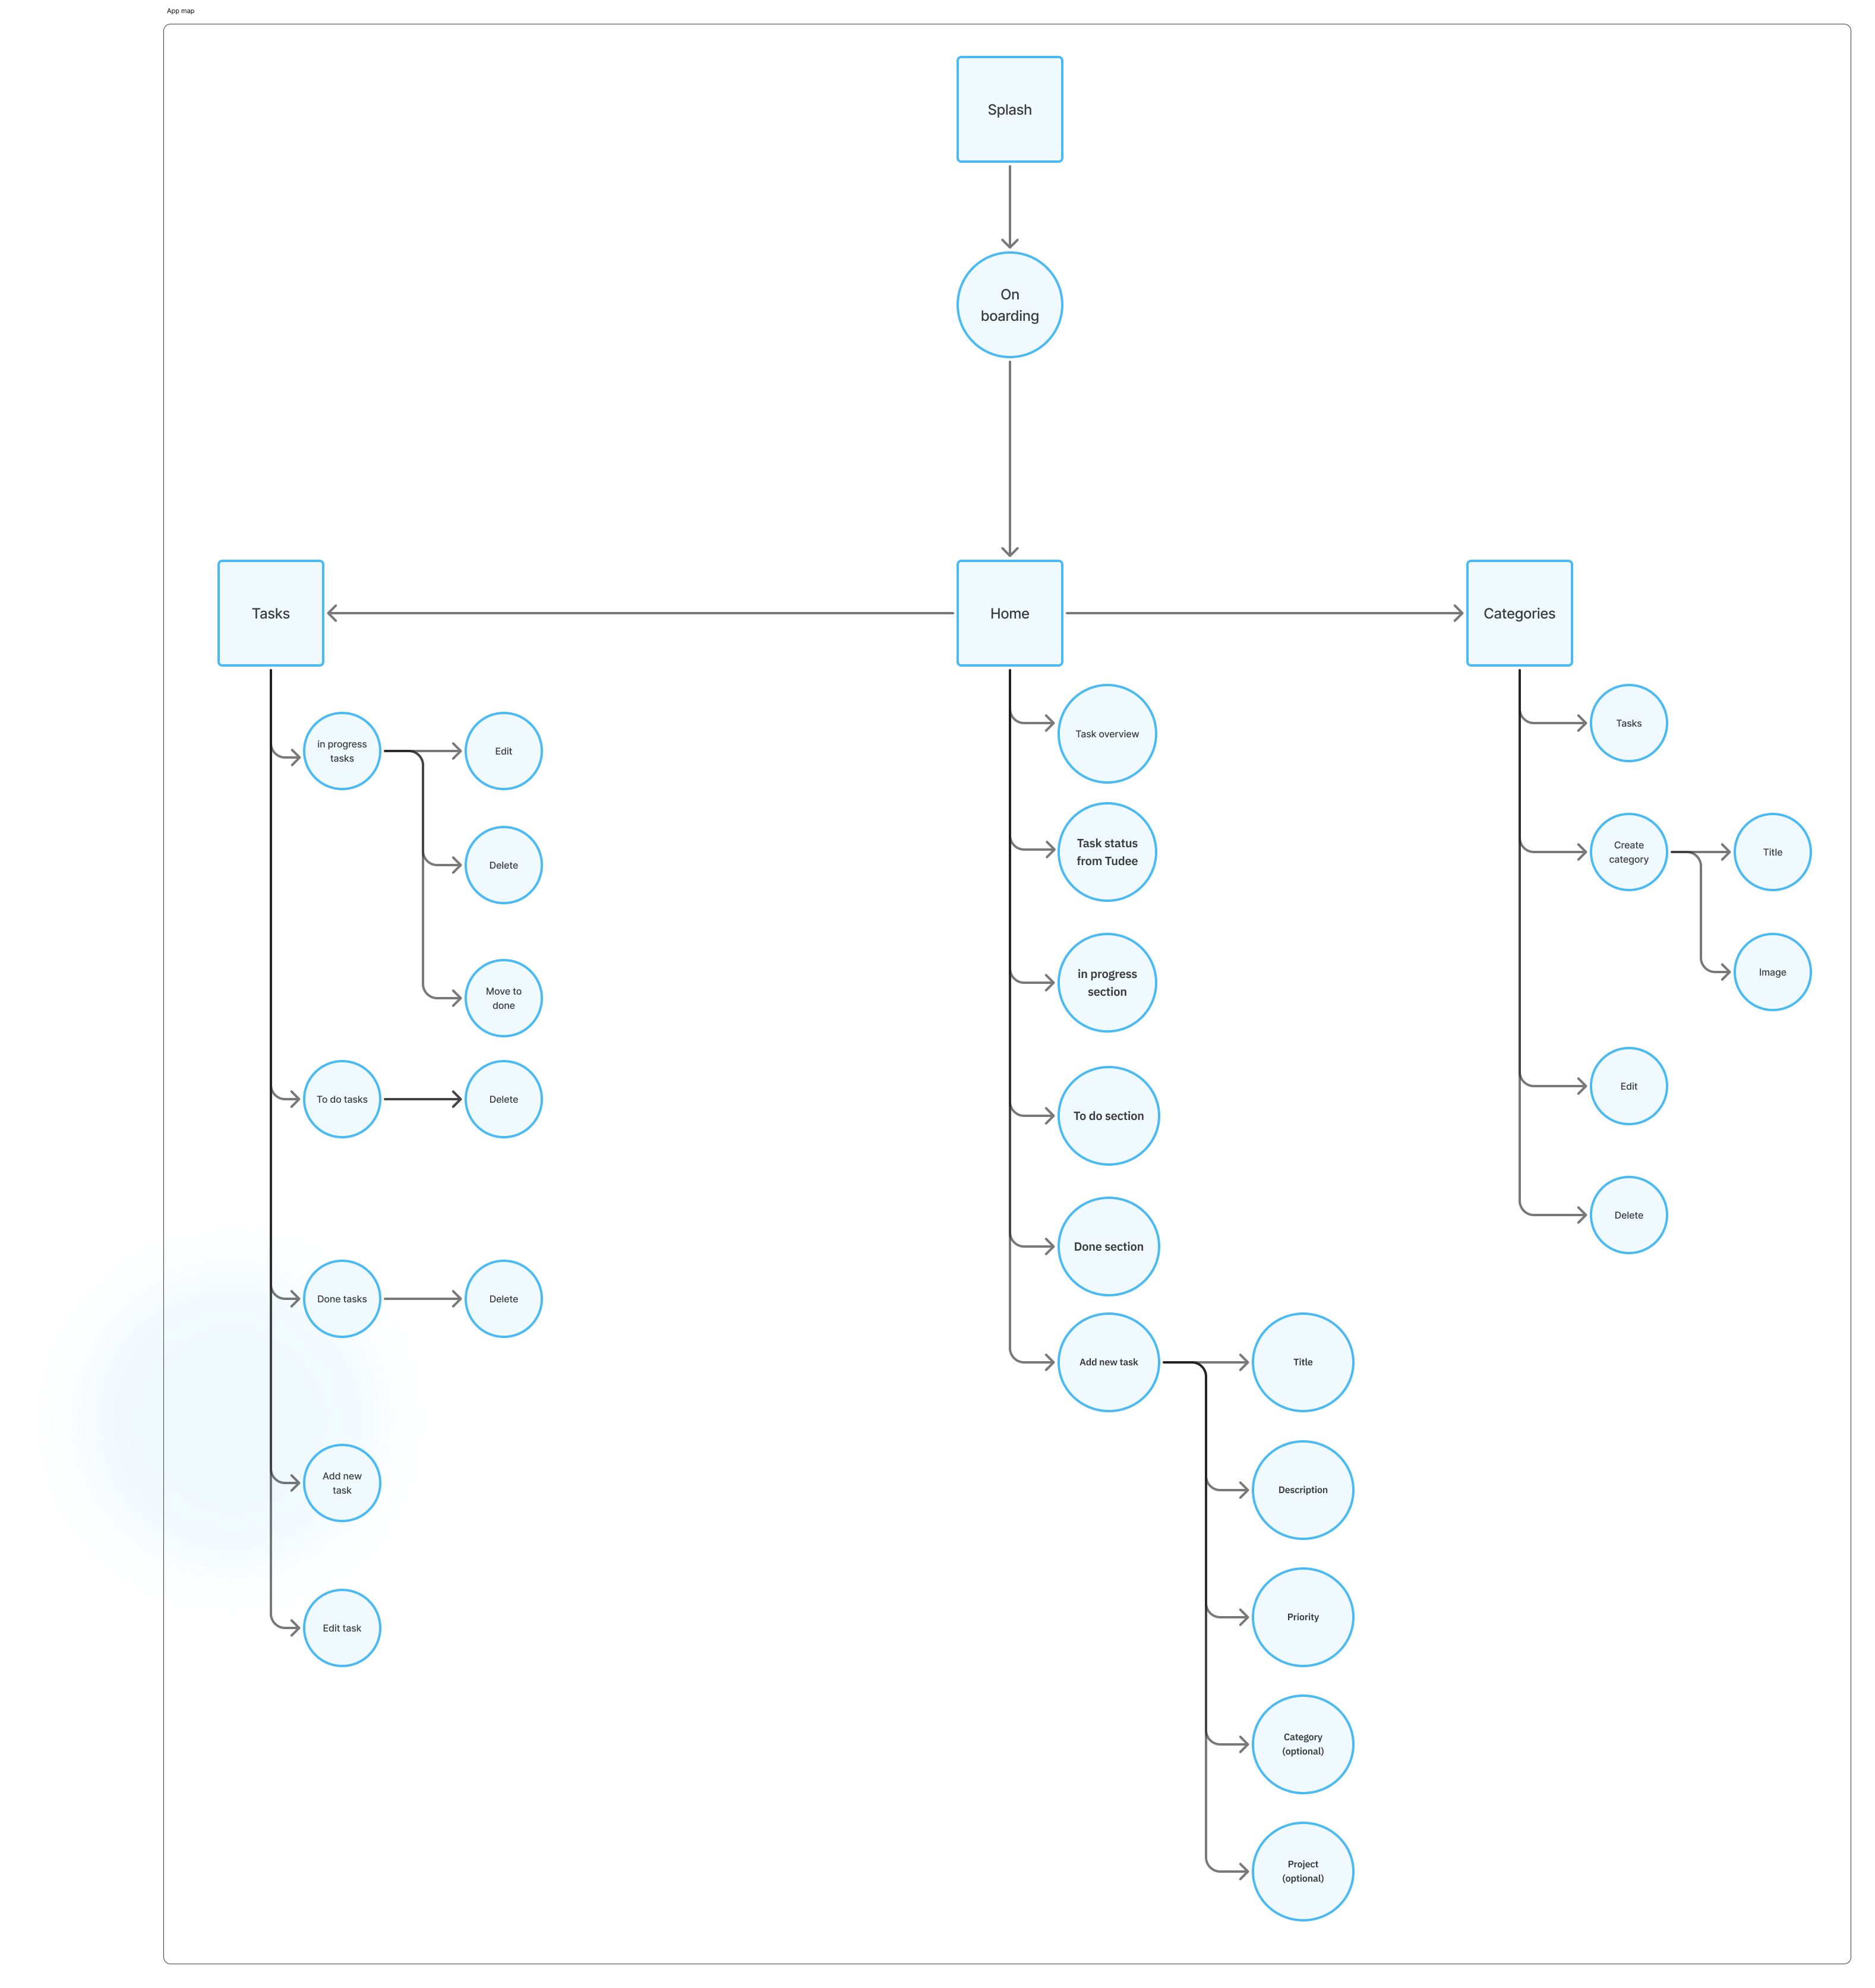 App map
Splash
On
boarding
Tasks
Home
Categories
in progress
tasks
Edit
Delete
Move to
done
To do tasks
Delete
Done tasks
Delete
Add new
task
Edit task
Task overview
Task status
from Tudee
in progress
section
To do section
Done section
Add new task
Title
Description
Priority
Category
(optional)
Project
(optional)
Tasks
Create
category
Title
Image
Edit
Delete